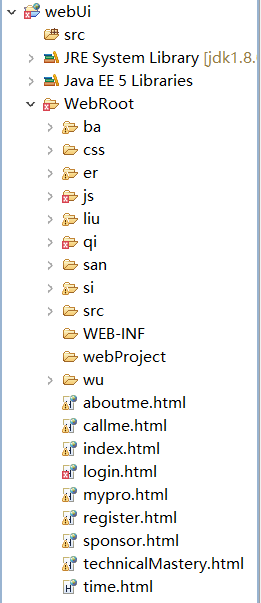 webUi
src
JRE System Library [jdk1.8.
Java EE 5 Libraries
WebRoot
ba
css
er
js
liu
qi
san
si
src
WEB-INF
webProject
wu
aboutme.html
callme.html
index.html
login.html
mypro.html
register.html
sponsor.html
technicalMastery.html
time.html